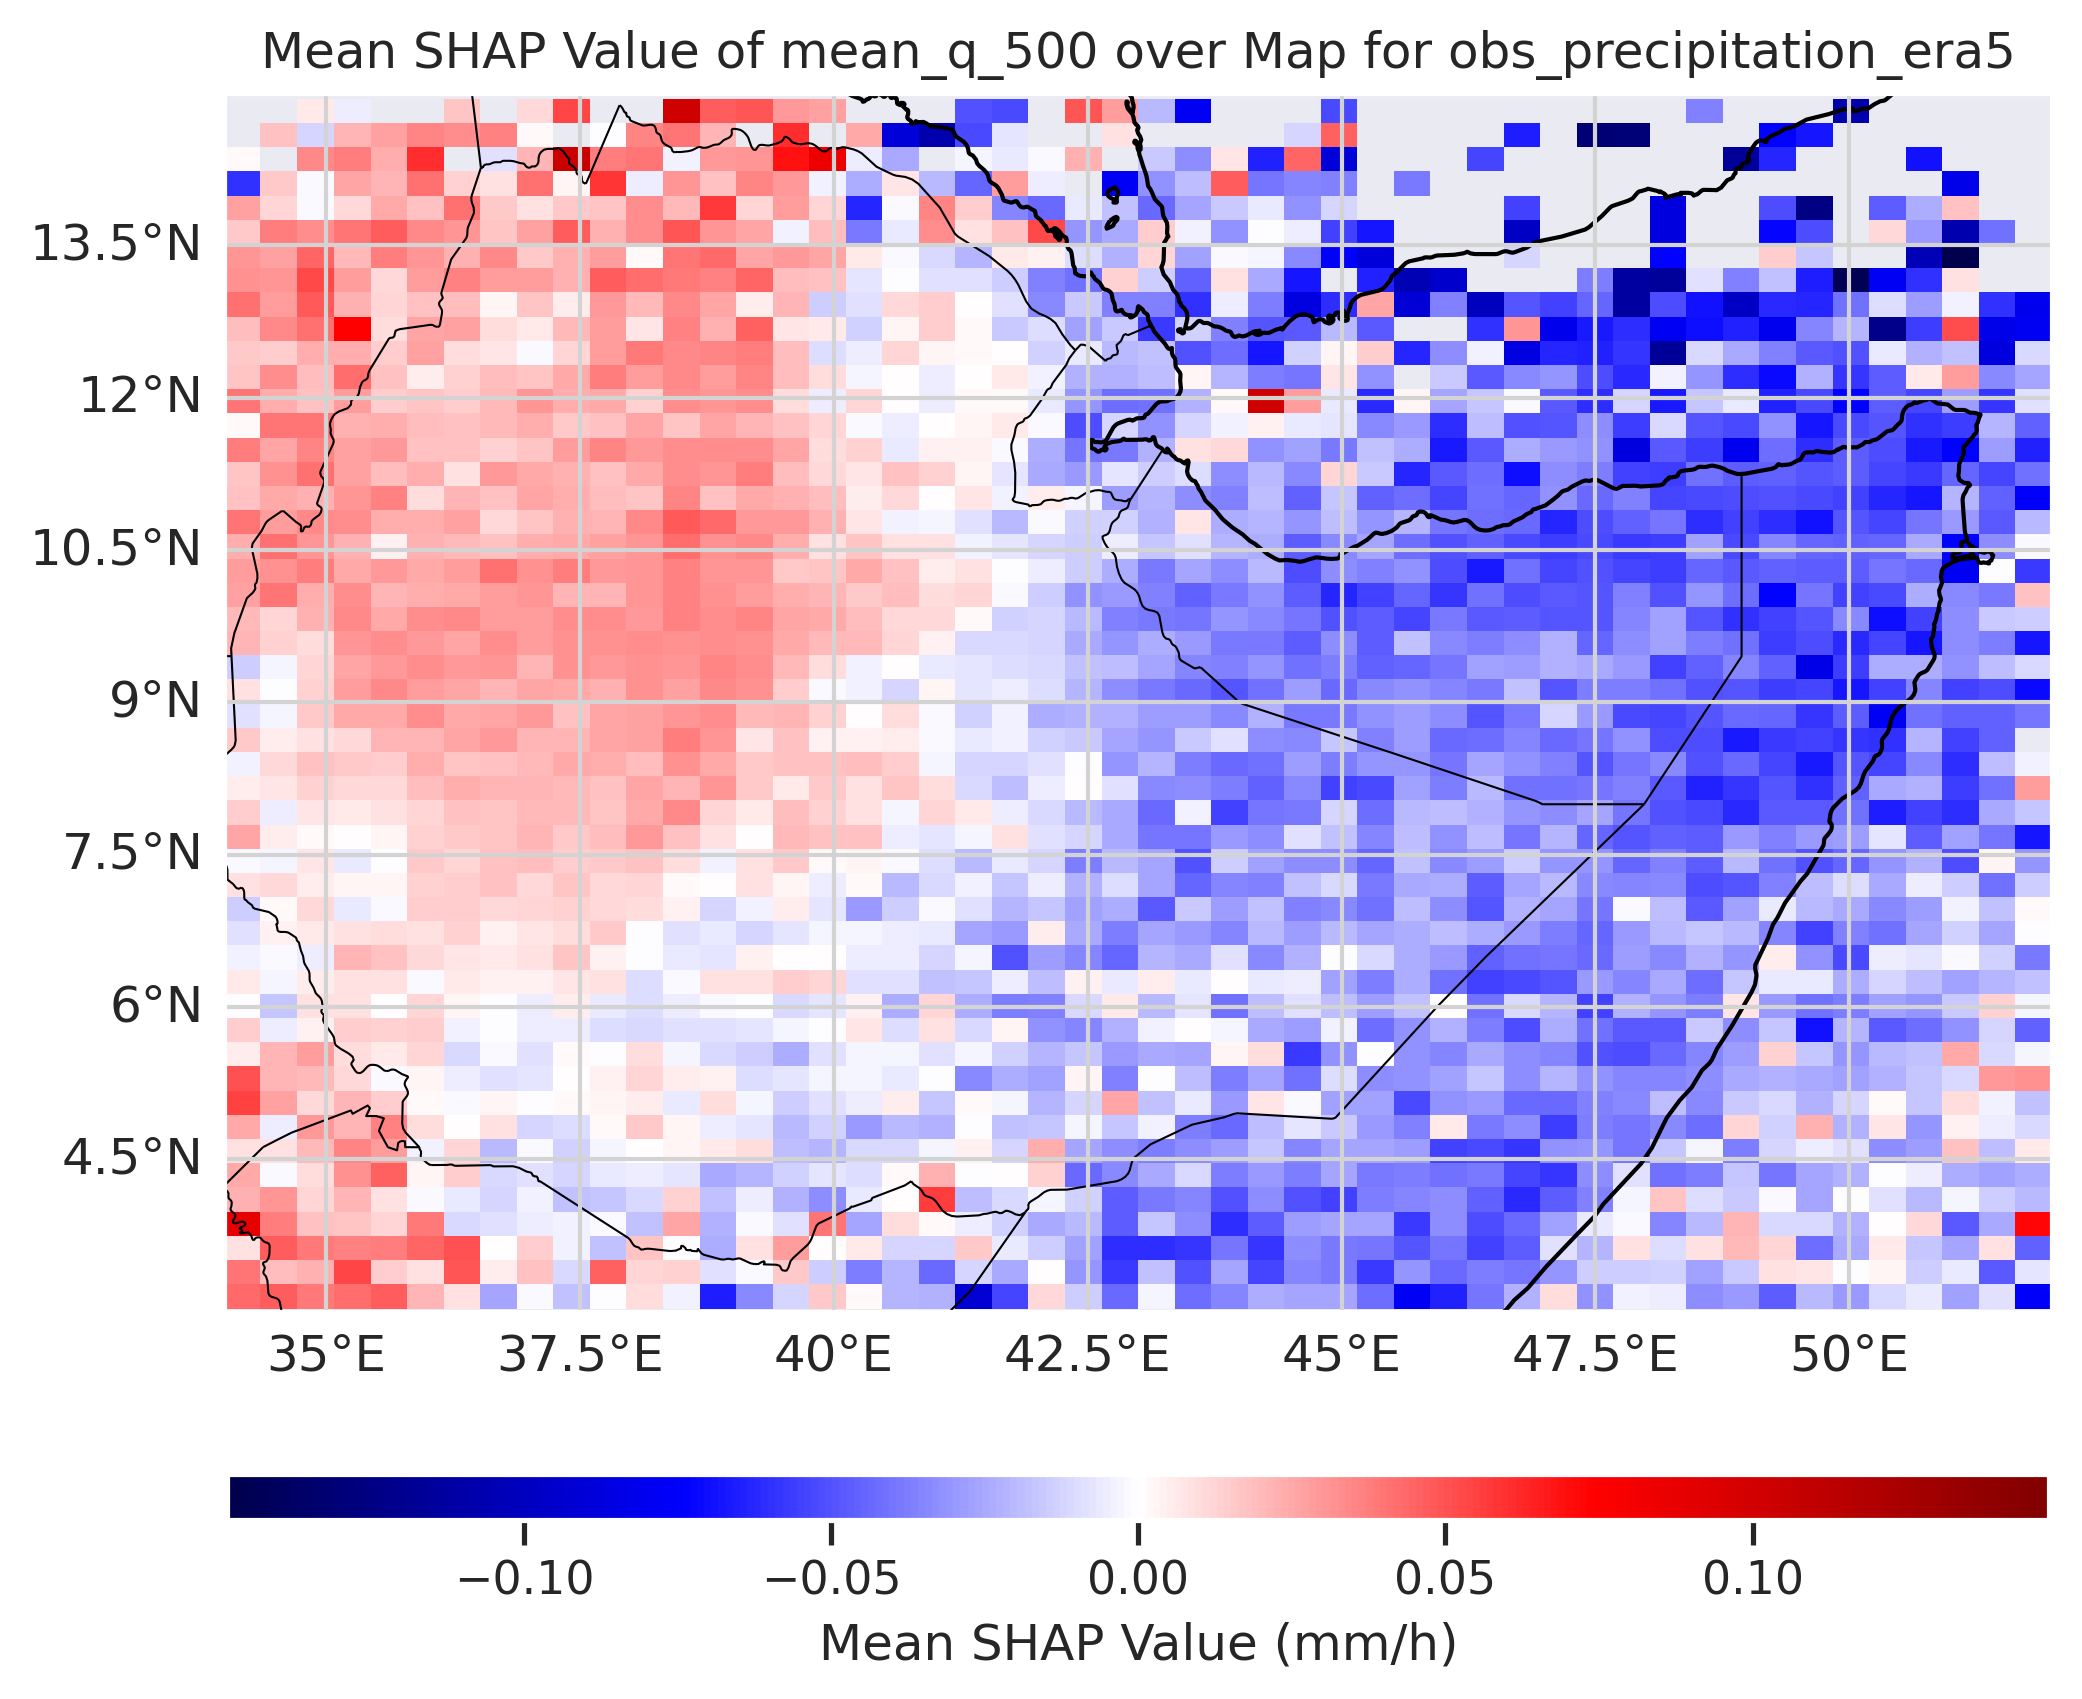 Mean SHAP Value of mean_q_500 over Map for obs_precipitation_era5
13.5°N
12°N
10.5°N
9°N
7.5°N
6°N
4.5°N
35°E 37.5°E 40°E 42.5°E 45°E 47.5°E 50°E
−0.10 −0.05 0.00 0.05 0.10
Mean SHAP Value (mm/h)